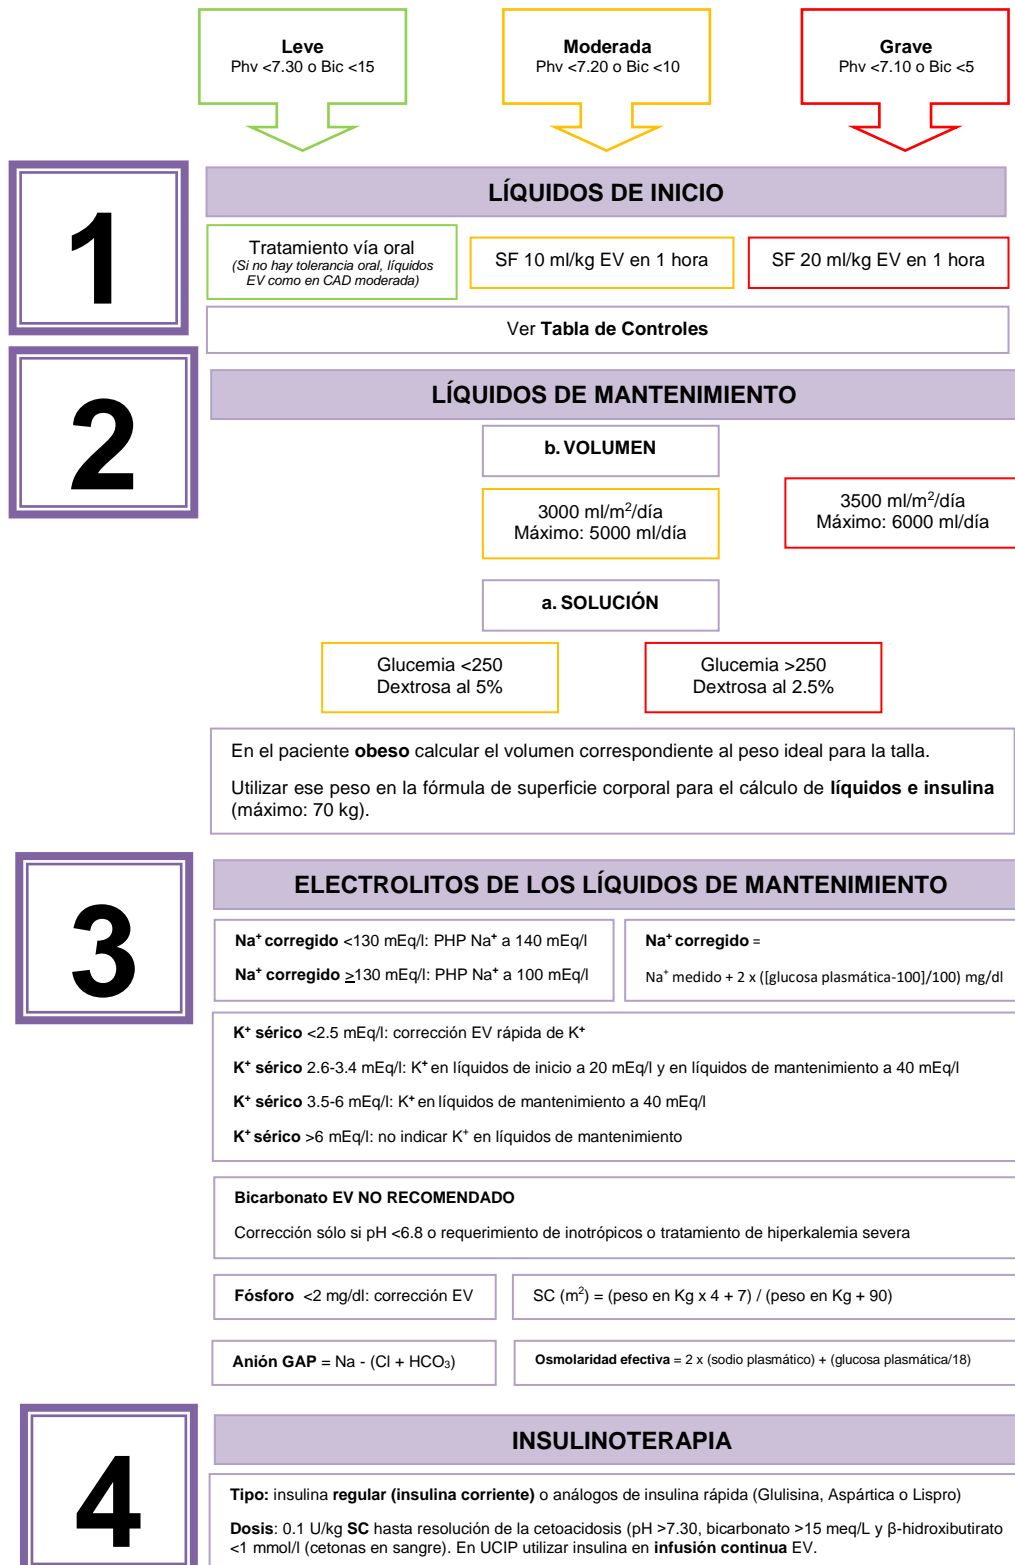 Leve
Phv <7.30 o Bic <15
Moderada
Phv <7.20 o Bic <10
Grave
Phv <7.10 o Bic <5
1
LÍQUIDOS DE INICIO
Tratamiento vía oral
(Si no hay tolerancia oral, líquidos
EV como en CAD moderada)
SF 10 ml/kg EV en 1 hora
SF 20 ml/kg EV en 1 hora
Ver Tabla de Controles
2
LÍQUIDOS DE MANTENIMIENTO
b. VOLUMEN
3000 ml/m²/día
Máximo: 5000 ml/día
3500 ml/m²/día
Máximo: 6000 ml/día
a. SOLUCIÓN
Glucemia <250
Dextrosa al 5%
Glucemia >250
Dextrosa al 2.5%
En el paciente obeso calcular el volumen correspondiente al peso ideal para la talla.
Utilizar ese peso en la fórmula de superficie corporal para el cálculo de líquidos e insulina
(máximo: 70 kg).
3
ELECTROLITOS DE LOS LÍQUIDOS DE MANTENIMIENTO
Na⁺ corregido <130 mEq/l: PHP Na⁺ a 140 mEq/l
Na⁺ corregido ≥130 mEq/l: PHP Na⁺ a 100 mEq/l
Na⁺ corregido =
Na⁺ medido + 2 x ([glucosa plasmática-100]/100) mg/dl
K⁺ sérico <2.5 mEq/l: corrección EV rápida de K⁺
K⁺ sérico 2.6-3.4 mEq/l: K⁺ en líquidos de inicio a 20 mEq/l y en líquidos de mantenimiento a 40 mEq/l
K⁺ sérico 3.5-6 mEq/l: K⁺ en líquidos de mantenimiento a 40 mEq/l
K⁺ sérico >6 mEq/l: no indicar K⁺ en líquidos de mantenimiento
Bicarbonato EV NO RECOMENDADO
Corrección sólo si pH <6.8 o requerimiento de inotrópicos o tratamiento de hiperkalemia severa
Fósforo <2 mg/dl: corrección EV
SC (m²) = (peso en Kg x 4 + 7) / (peso en Kg + 90)
Anión GAP = Na - (Cl + HCO₃)
Osmolaridad efectiva = 2 x (sodio plasmático) + (glucosa plasmática/18)
4
INSULINOTERAPIA
Tipo: insulina regular (insulina corriente) o análogos de insulina rápida (Glulisina, Aspártica o Lispro)
Dosis: 0.1 U/kg SC hasta resolución de la cetoacidosis (pH >7.30, bicarbonato >15 meq/L y β-hidroxibutirato
<1 mmol/l (cetonas en sangre). En UCIP utilizar insulina en infusión continua EV.